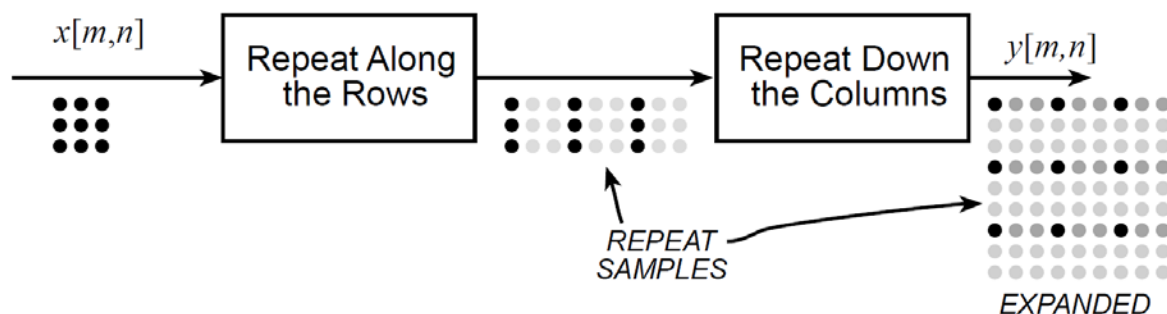 x[m,n]
Repeat Along
the Rows
Repeat Down
the Columns
y[m,n]
REPEAT
SAMPLES
EXPANDED